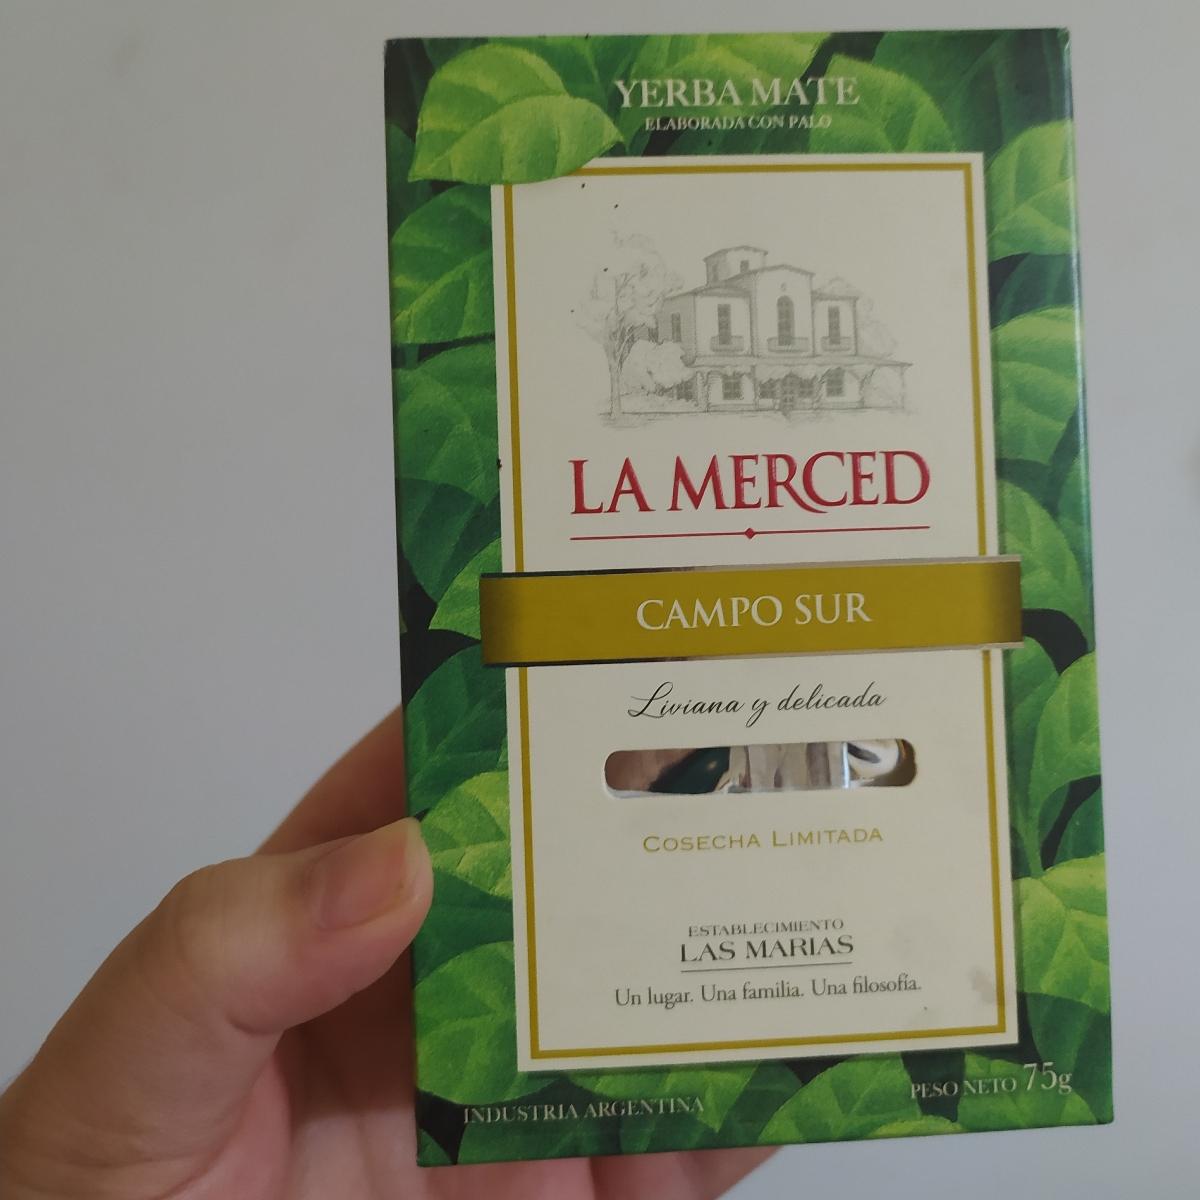 YERBA MATE
ELABORADA CON PALO
LA MERCED
CAMPO SUR
Liviana y delicada
COSECHA LIMITADA
ESTABLECIMIENTO
LAS MARIAS
Un lugar. Una familia. Una filosofía.
INDUSTRIA ARGENTINA
PESO NETO 75g